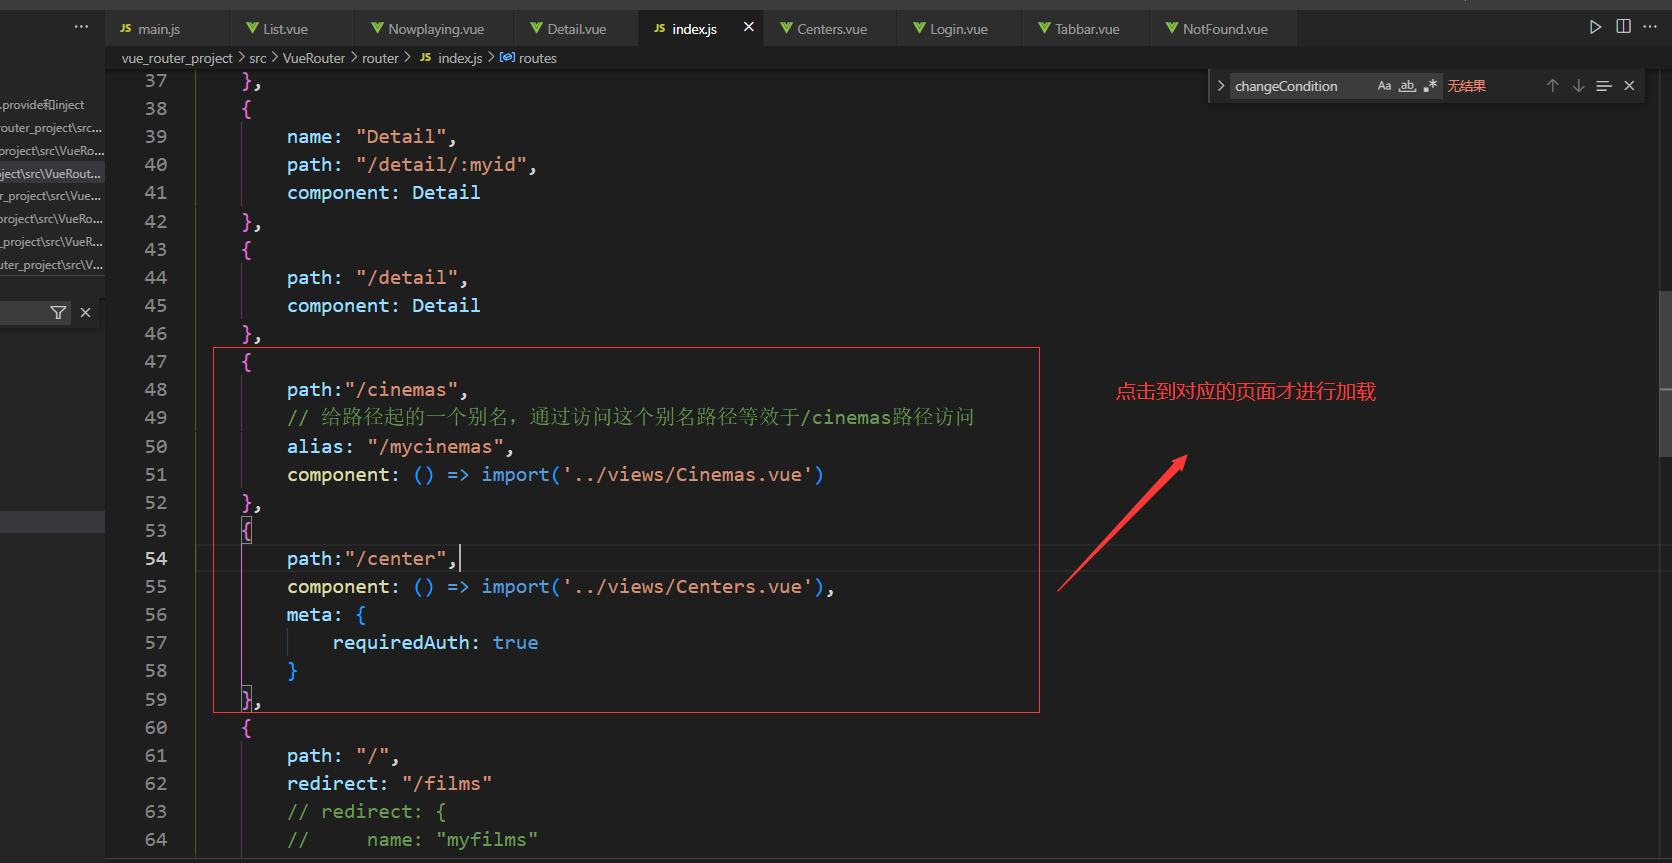 main.js List.vue Nowplaying.vue Detail.vue index.js Centers.vue Login.vue Tabbar.vue NotFound.vue
vue_router_project > src > VueRouter > router > JS index.js > routes
changeCondition Aa ab .* 无结果
.provide和inject
router_project\src...
project\src\VueRo...
ject\src\VueRout...
r_project\src\Vue...
project\src\VueRo...
_project\src\VueR...
uter_project\src\V...
37 },
38 {
39 name: "Detail",
40 path: "/detail/:myid",
41 component: Detail
42 },
43 {
44 path: "/detail",
45 component: Detail
46 },
47 {
48 path:"/cinemas",
49 // 给路径起的一个别名，通过访问这个别名路径等效于/cinemas路径访问
50 alias: "/mycinemas",
51 component: () => import('../views/Cinemas.vue')
52 },
53 {
54 path:"/center",
55 component: () => import('../views/Centers.vue'),
56 meta: {
57 requiredAuth: true
58 }
59 },
60 {
61 path: "/",
62 redirect: "/films"
63 // redirect: {
64 // name: "myfilms"
点击到对应的页面才进行加载